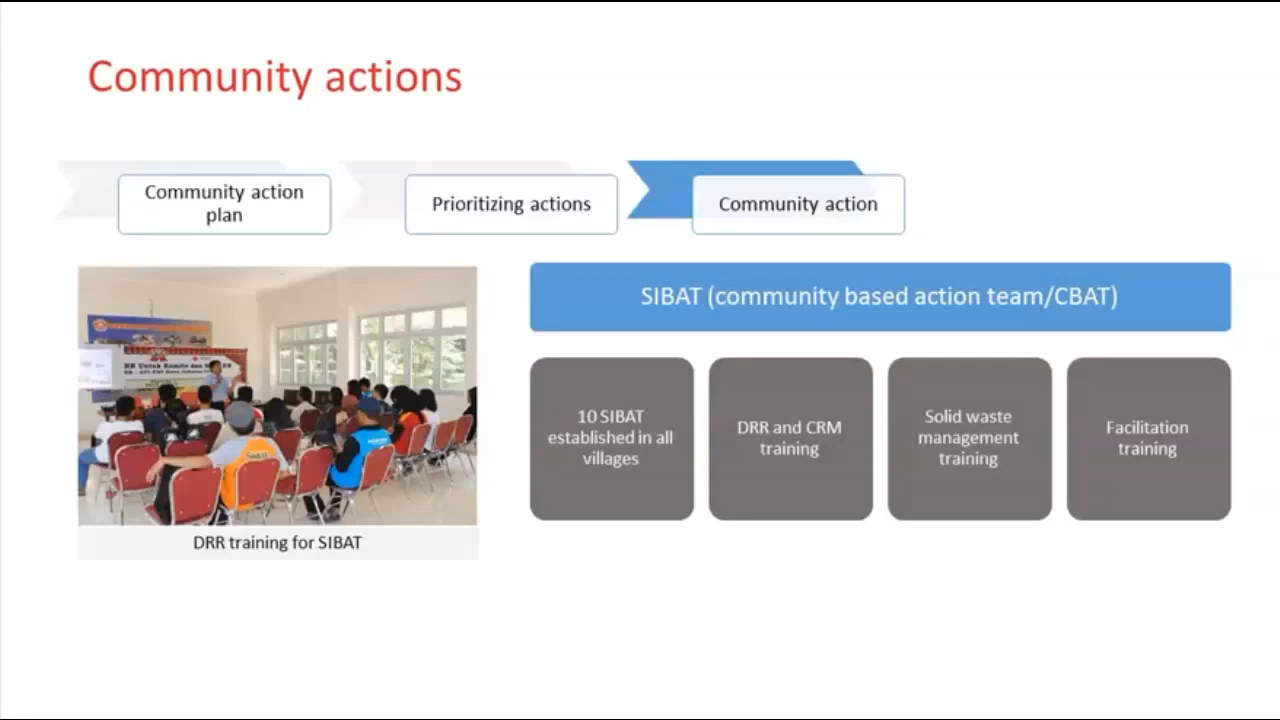 Community actions
Community action
plan
Prioritizing actions
Community action
SIBAT (community based action team/CBAT)
10 SIBAT
established in all
villages
DRR and CRM
training
Solid waste
management
training
Facilitation
training
DRR training for SIBAT